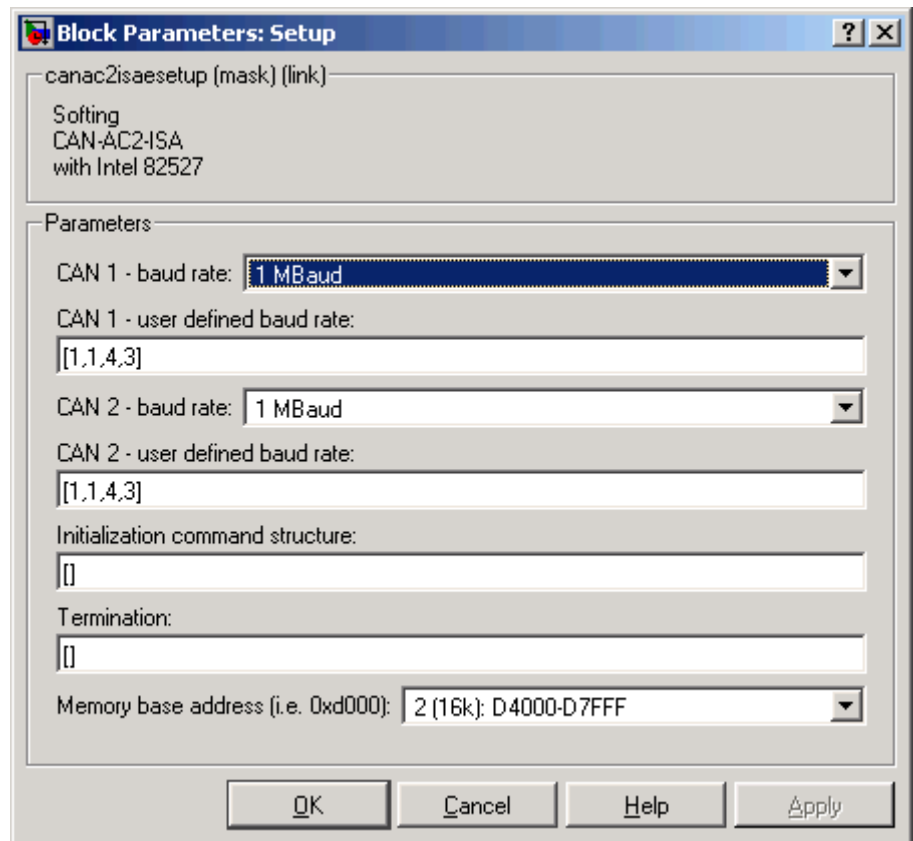 Block Parameters: Setup
canac2isaesetup (mask) (link)
Softing
CAN-AC2-ISA
with Intel 82527
Parameters
CAN 1 - baud rate: 1 MBaud
CAN 1 - user defined baud rate:
[1,1,4,3]
CAN 2 - baud rate: 1 MBaud
CAN 2 - user defined baud rate:
[1,1,4,3]
Initialization command structure:
[]
Termination:
[]
Memory base address (i.e. 0xd000): 2 (16k): D4000-D7FFF
OK Cancel Help Apply